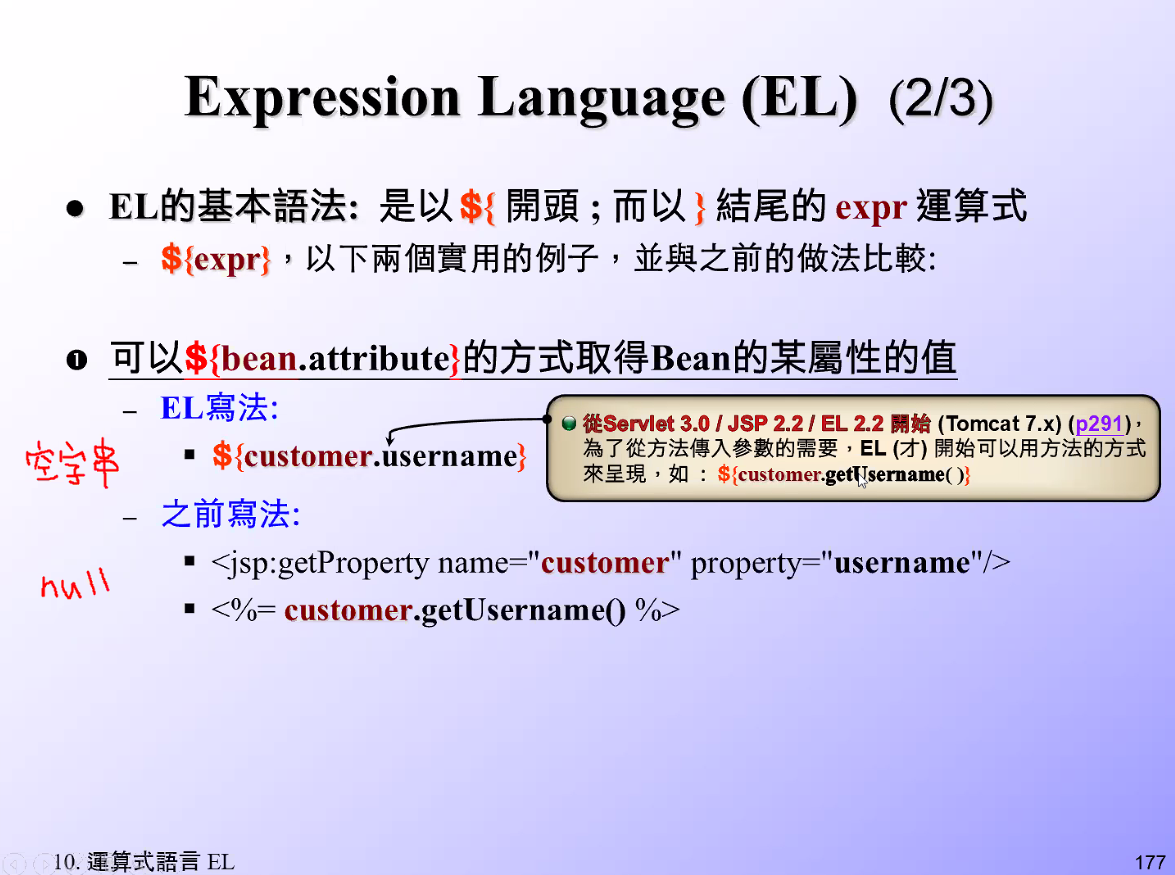 Expression Language (EL) (2/3)
● EL的基本語法: 是以 ${ 開頭 ; 而以 } 結尾的 expr 運算式
– ${expr}，以下兩個實用的例子，並與之前的做法比較:
❶ 可以${bean.attribute}的方式取得Bean的某屬性的值
– EL寫法:
▪ ${customer.username}
從Servlet 3.0 / JSP 2.2 / EL 2.2 開始 (Tomcat 7.x) (p291)，
為了從方法傳入參數的需要，EL (才) 開始可以用方法的方式
來呈現，如 : ${customer.getUsername( )}
空字串
– 之前寫法:
▪ <jsp:getProperty name="customer" property="username"/>
null
▪ <%= customer.getUsername() %>
10. 運算式語言 EL
177